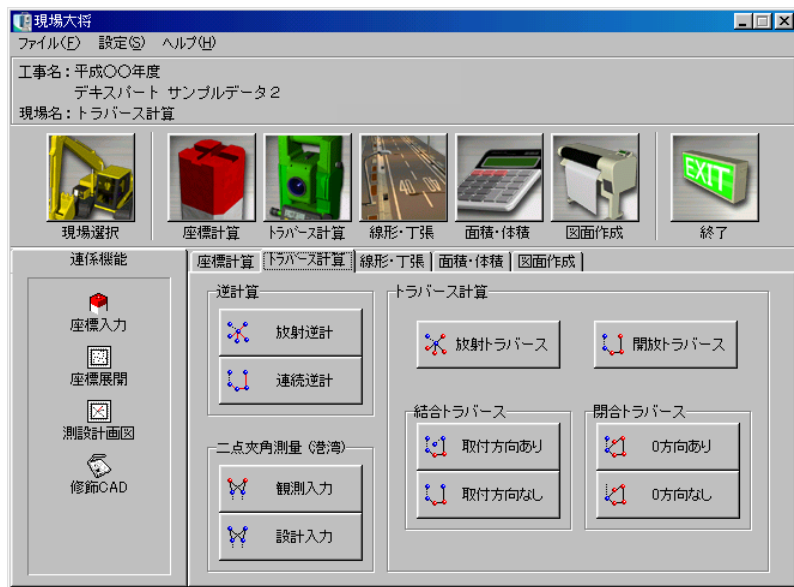 現場大将
ファイル(F) 設定(S) ヘルプ(H)
工事名：平成〇〇年度
デキスパート サンプルデータ２
現場名：トラバース計算
EXIT
現場選択 座標計算 トラバース計算 線形・丁張 面積・体積 図面作成 終了
連係機能
座標入力
座標展開
測設計画図
修飾CAD
座標計算 トラバース計算 線形・丁張 面積・体積 図面作成
逆計算
放射逆計
連続逆計
二点夾角測量（港湾）
観測入力
設計入力
トラバース計算
放射トラバース 開放トラバース
結合トラバース
取付方向あり
取付方向なし
閉合トラバース
0方向あり
0方向なし